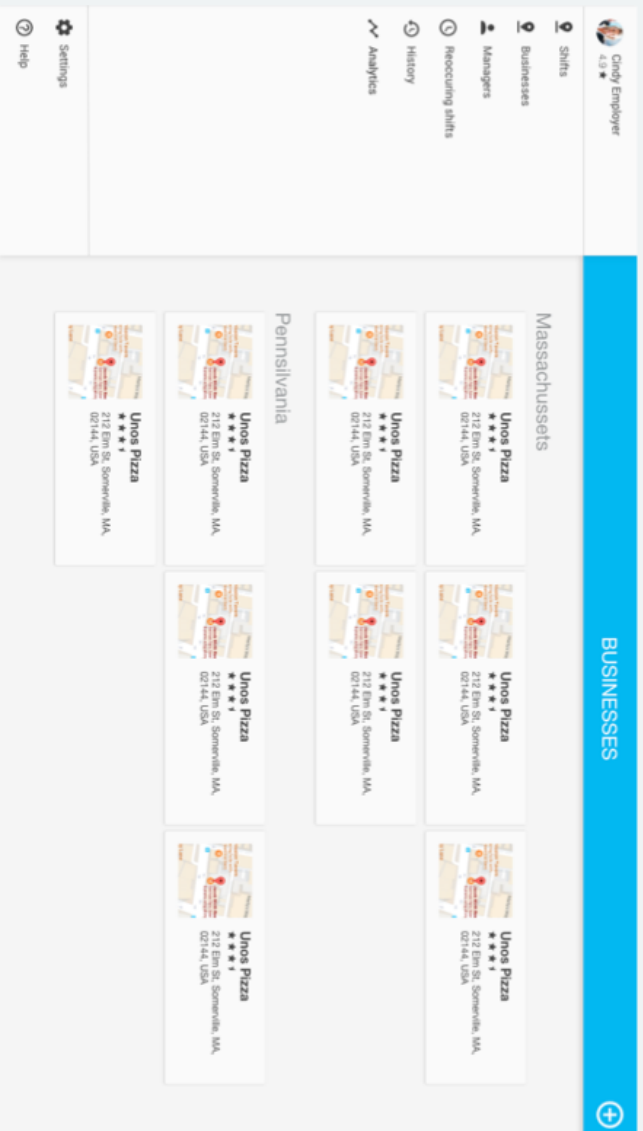 Cindy Employer
4.9 ★
Shifts
Businesses
Managers
Reoccuring shifts
History
Analytics
Settings
Help
BUSINESSES
Massachussets
Unos Pizza
212 Elm St, Somerville, MA,
02144, USA
Unos Pizza
212 Elm St, Somerville, MA,
02144, USA
Unos Pizza
212 Elm St, Somerville, MA,
02144, USA
Unos Pizza
212 Elm St, Somerville, MA,
02144, USA
Unos Pizza
212 Elm St, Somerville, MA,
02144, USA
Pennsilvania
Unos Pizza
212 Elm St, Somerville, MA,
02144, USA
Unos Pizza
212 Elm St, Somerville, MA,
02144, USA
Unos Pizza
212 Elm St, Somerville, MA,
02144, USA
Unos Pizza
212 Elm St, Somerville, MA,
02144, USA